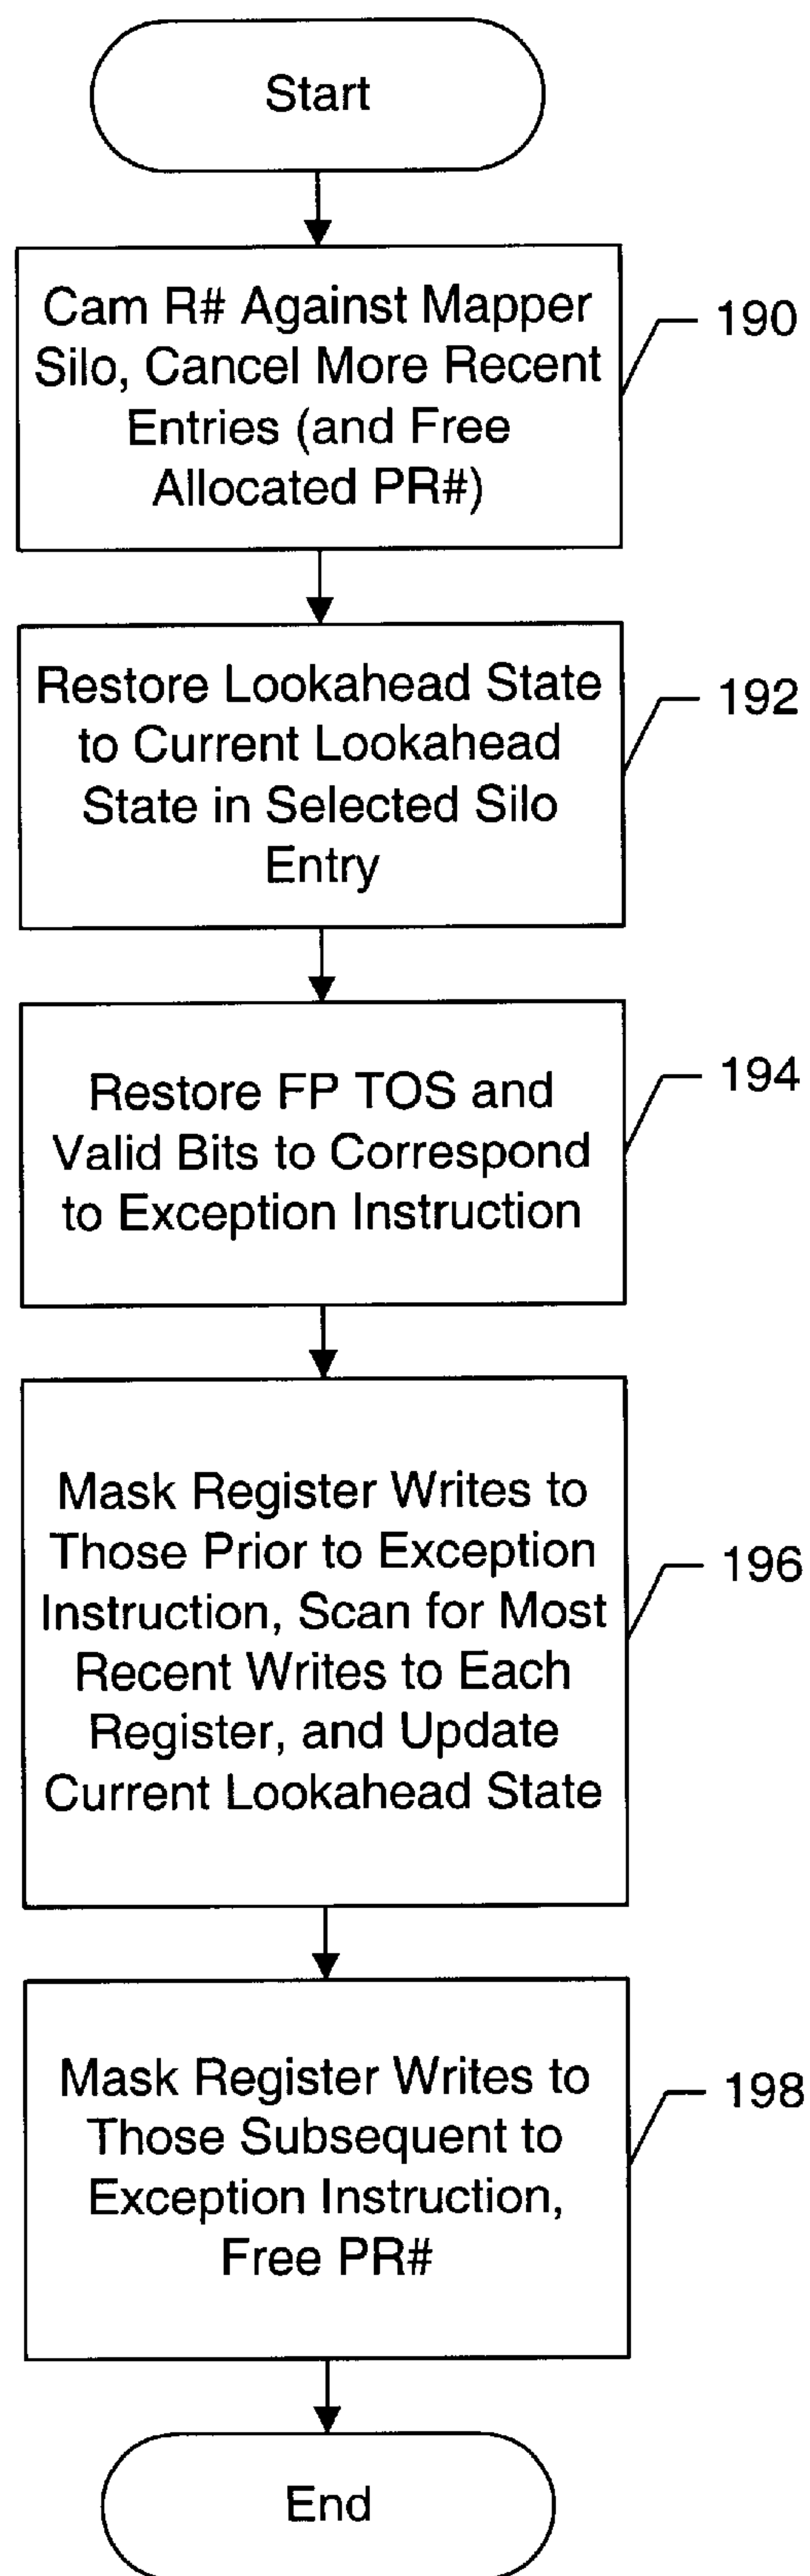 Start
Cam R# Against Mapper
Silo, Cancel More Recent
Entries (and Free
Allocated PR#)
190
Restore Lookahead State
to Current Lookahead
State in Selected Silo
Entry
192
Restore FP TOS and
Valid Bits to Correspond
to Exception Instruction
194
Mask Register Writes to
Those Prior to Exception
Instruction, Scan for Most
Recent Writes to Each
Register, and Update
Current Lookahead State
196
Mask Register Writes to
Those Subsequent to
Exception Instruction,
Free PR#
198
End